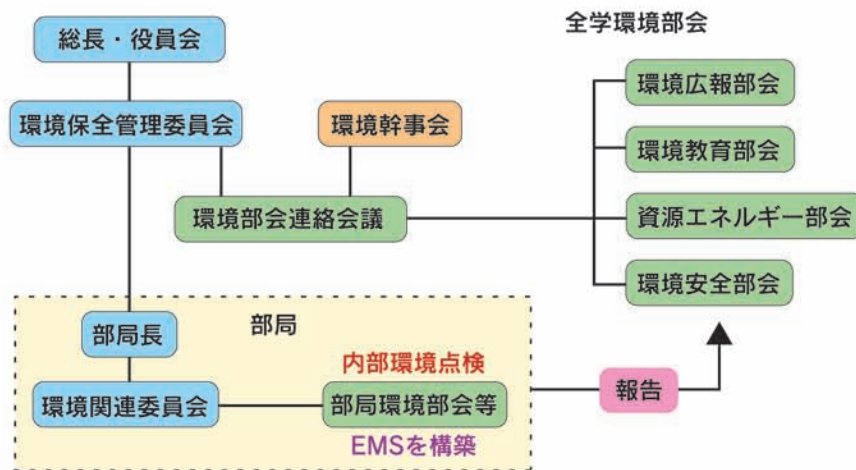 全学環境部会
総長・役員会
環境保全管理委員会
環境幹事会
環境部会連絡会議
環境広報部会
環境教育部会
資源エネルギー部会
環境安全部会
部局長
部局
内部環境点検
環境関連委員会
部局環境部会等
EMSを構築
報告